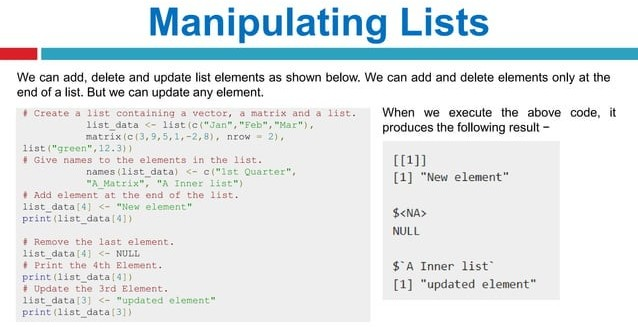 Manipulating Lists
We can add, delete and update list elements as shown below. We can add and delete elements only at the
end of a list. But we can update any element.
# Create a list containing a vector, a matrix and a list.
list_data <- list(c("Jan","Feb","Mar"),
matrix(c(3,9,5,1,-2,8), nrow = 2),
list("green",12.3))
# Give names to the elements in the list.
names(list_data) <- c("1st Quarter",
"A_Matrix", "A Inner list")
# Add element at the end of the list.
list_data[4] <- "New element"
print(list_data[4])
# Remove the last element.
list_data[4] <- NULL
# Print the 4th Element.
print(list_data[4])
# Update the 3rd Element.
list_data[3] <- "updated element"
print(list_data[3])
When we execute the above code, it
produces the following result −
[[1]]
[1] "New element"
$<NA>
NULL
$`A Inner list`
[1] "updated element"